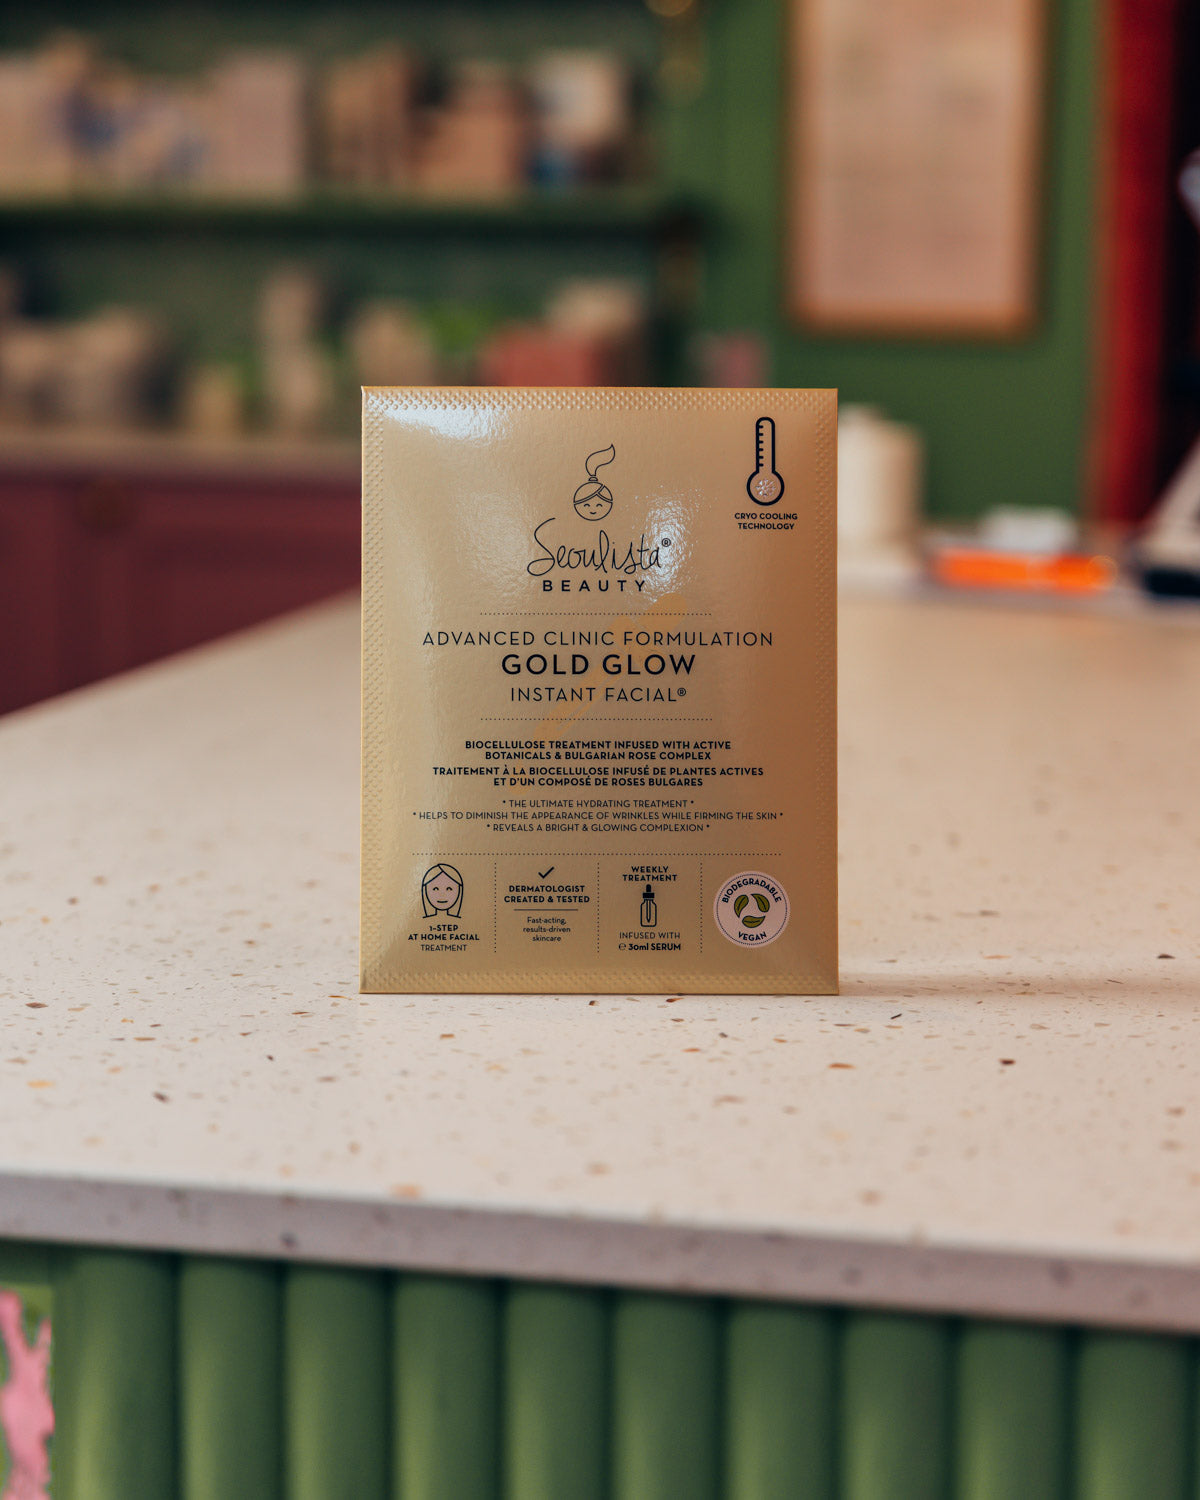 CRYO COOLING
TECHNOLOGY
Seoulista®
BEAUTY
ADVANCED CLINIC FORMULATION
GOLD GLOW
INSTANT FACIAL®
BIOCELLULOSE TREATMENT INFUSED WITH ACTIVE
BOTANICALS & BULGARIAN ROSE COMPLEX
TRAITEMENT À LA BIOCELLULOSE INFUSÉ DE PLANTES ACTIVES
ET D'UN COMPOSÉ DE ROSES BULGARES
* THE ULTIMATE HYDRATING TREATMENT *
* HELPS TO DIMINISH THE APPEARANCE OF WRINKLES WHILE FIRMING THE SKIN *
* REVEALS A BRIGHT & GLOWING COMPLEXION *
1-STEP
AT HOME FACIAL
TREATMENT
DERMATOLOGIST
CREATED & TESTED
Fast-acting,
results-driven
skincare
WEEKLY
TREATMENT
INFUSED WITH
℮ 30ml SERUM
BIODEGRADABLE
VEGAN